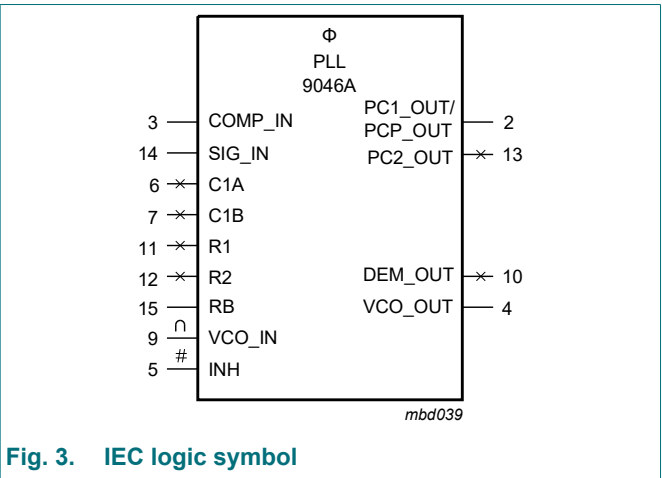 Φ
PLL
9046A
3 COMP_IN PC1_OUT/ PCP_OUT 2
14 SIG_IN PC2_OUT × 13
6 × C1A
7 × C1B
11 × R1
12 × R2 DEM_OUT × 10
15 RB VCO_OUT 4
9 ∩ VCO_IN
5 # INH
mbd039
Fig. 3. IEC logic symbol